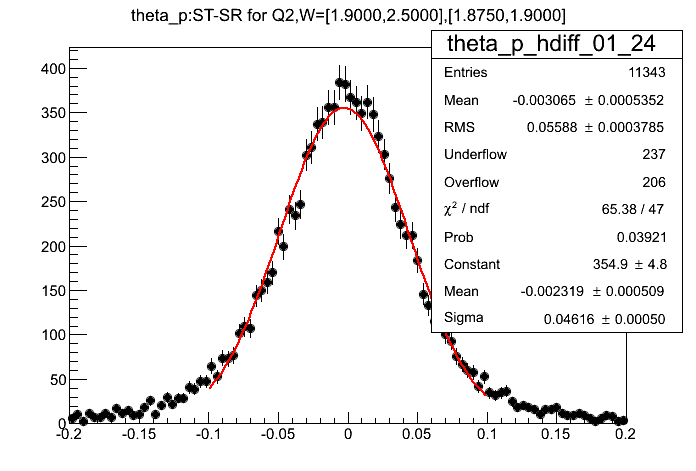 theta_p:ST-SR for Q2,W=[1.9000,2.5000],[1.8750,1.9000]
theta_p_hdiff_01_24
Entries 11343
Mean -0.003065 ± 0.0005352
RMS 0.05588 ± 0.0003785
Underflow 237
Overflow 206
χ² / ndf 65.38 / 47
Prob 0.03921
Constant 354.9 ± 4.8
Mean -0.002319 ± 0.000509
Sigma 0.04616 ± 0.00050
400
350
300
250
200
150
100
50
0
-0.2 -0.15 -0.1 -0.05 0 0.05 0.1 0.15 0.2